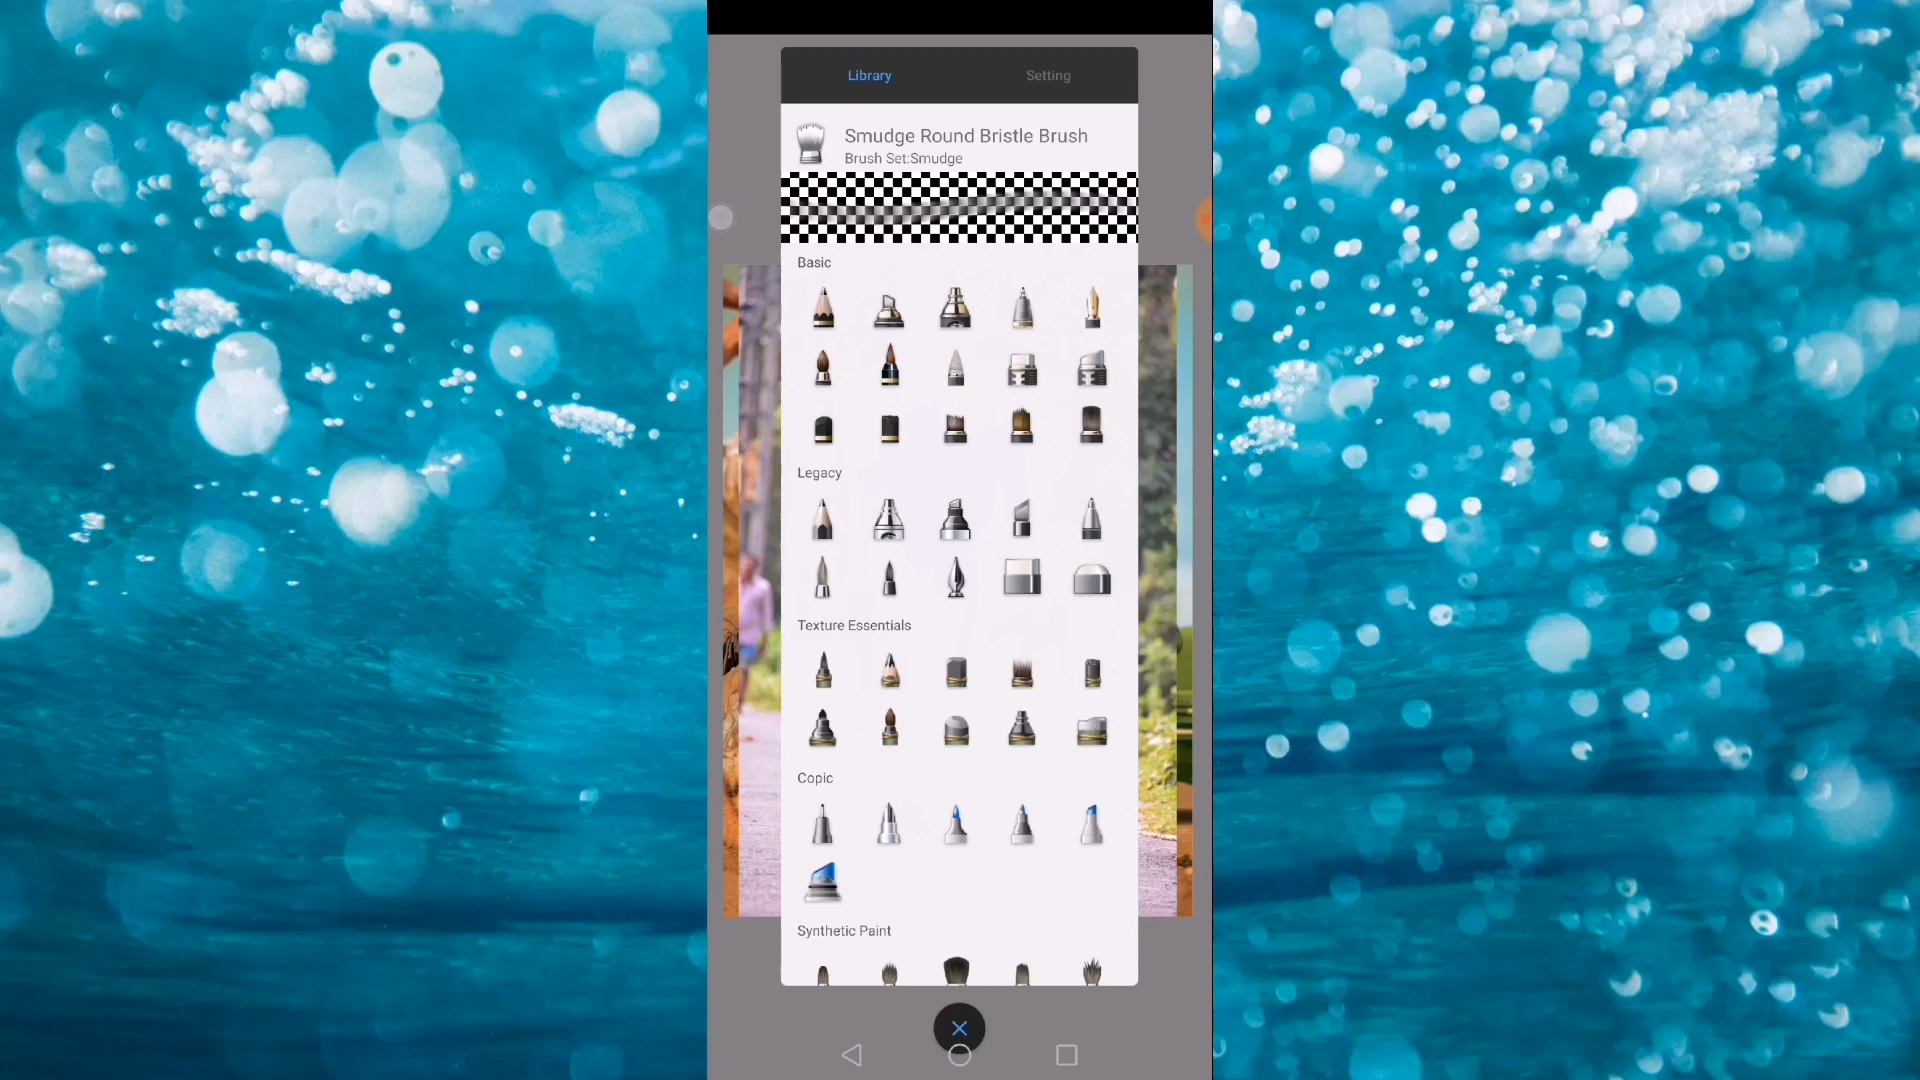 Library
Setting
Smudge Round Bristle Brush
Brush Set:Smudge
Basic
Legacy
Texture Essentials
Copic
Synthetic Paint